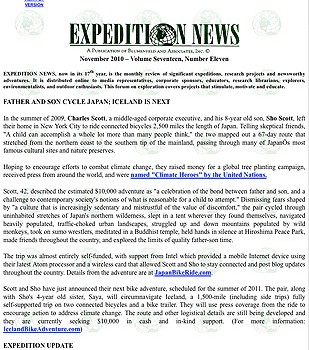 VERSION
EXPEDITION NEWS
A PUBLICATION OF BLUMENFELD AND ASSOCIATES, INC. ©
November 2010 – Volume Seventeen, Number Eleven
EXPEDITION NEWS, now in its 17th year, is the monthly review of significant expeditions, research projects and newsworthy
adventures. It is distributed online to media representatives, corporate sponsors, educators, research librarians, explorers,
environmentalists, and outdoor enthusiasts. This forum on exploration covers projects that stimulate, motivate and educate.
FATHER AND SON CYCLE JAPAN; ICELAND IS NEXT
In the summer of 2009, Charles Scott, a middle-aged corporate executive, and his 8-year-old son, Sho Scott, left
their home in New York City to ride connected bicycles 2,500 miles the length of Japan. Telling skeptical friends,
"A child can accomplish a whole lot more than many people think," the two mapped out a 67-day route that
stretched from the northern coast to the southern tip of the mainland, passing through many of JapanÕs most
famous cultural sites and nature preserves.
Hoping to encourage efforts to combat climate change, they raised money for a global tree planting campaign,
received press from around the world, and were named "Climate Heroes" by the United Nations.
Scott, 42, described the estimated $10,000 adventure as "a celebration of the bond between father and son, and a
challenge to contemporary society's notions of what is reasonable for a child to attempt." Dismissing fears shaped
by "a culture that is increasingly sedentary and mistrustful of the value of discomfort," the pair cycled through
uninhabited stretches of Japan's northern wilderness, slept in a tent wherever they found themselves, navigated
heavily populated, traffic-choked urban landscapes, struggled up and down mountains populated by wild
monkeys, took on sumo wrestlers, meditated in a Buddhist temple, held hands in silence at Hiroshima Peace Park,
made friends throughout the country, and explored the limits of quality father-son time.
The trip was almost entirely self-funded, with support from Intel which provided a mobile Internet device using
their latest Atom processor and a wireless card that allowed Scott and Sho to stay connected and post blog updates
throughout the country. Details from the adventure are at JapanBikeRide.com.
Scott and Sho have just announced their next bike adventure, scheduled for the summer of 2011. The pair, along
with Sho's 4-year old sister, Saya, will circumnavigate Iceland, a 1,500-mile (including side trips) fully
self-supported trip on two connected bicycles and a bike trailer. They will use press coverage from the ride to
encourage action to address climate change. The route and other logistical details are still being developed and
they are currently seeking $10,000 in cash and in-kind support. (For more information:
IcelandBikeAdventure.com)
EXPEDITION UPDATE